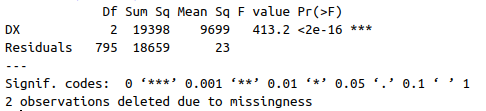 Df Sum Sq Mean Sq F value Pr(>F)
DX 2 19398 9699 413.2 <2e-16 ***
Residuals 795 18659 23
---
Signif. codes: 0 ‘***’ 0.001 ‘**’ 0.01 ‘*’ 0.05 ‘.’ 0.1 ‘ ’ 1
2 observations deleted due to missingness